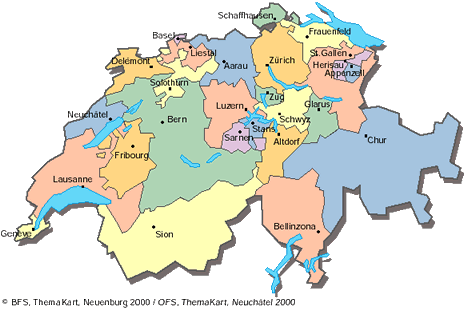 Schaffhausen
Frauenfeld
Basel
Liestal
St.Gallen
Delémont
Aarau
Zürich
Herisau
Appenzell
Solothurn
Zug
Neuchâtel
Luzern
Glarus
Bern
Schwyz
Stans
Sarnen
Altdorf
Chur
Fribourg
Lausanne
Genève
Sion
Bellinzona
© BFS, ThemaKart, Neuenburg 2000 / OFS, ThemaKart, Neuchâtel 2000